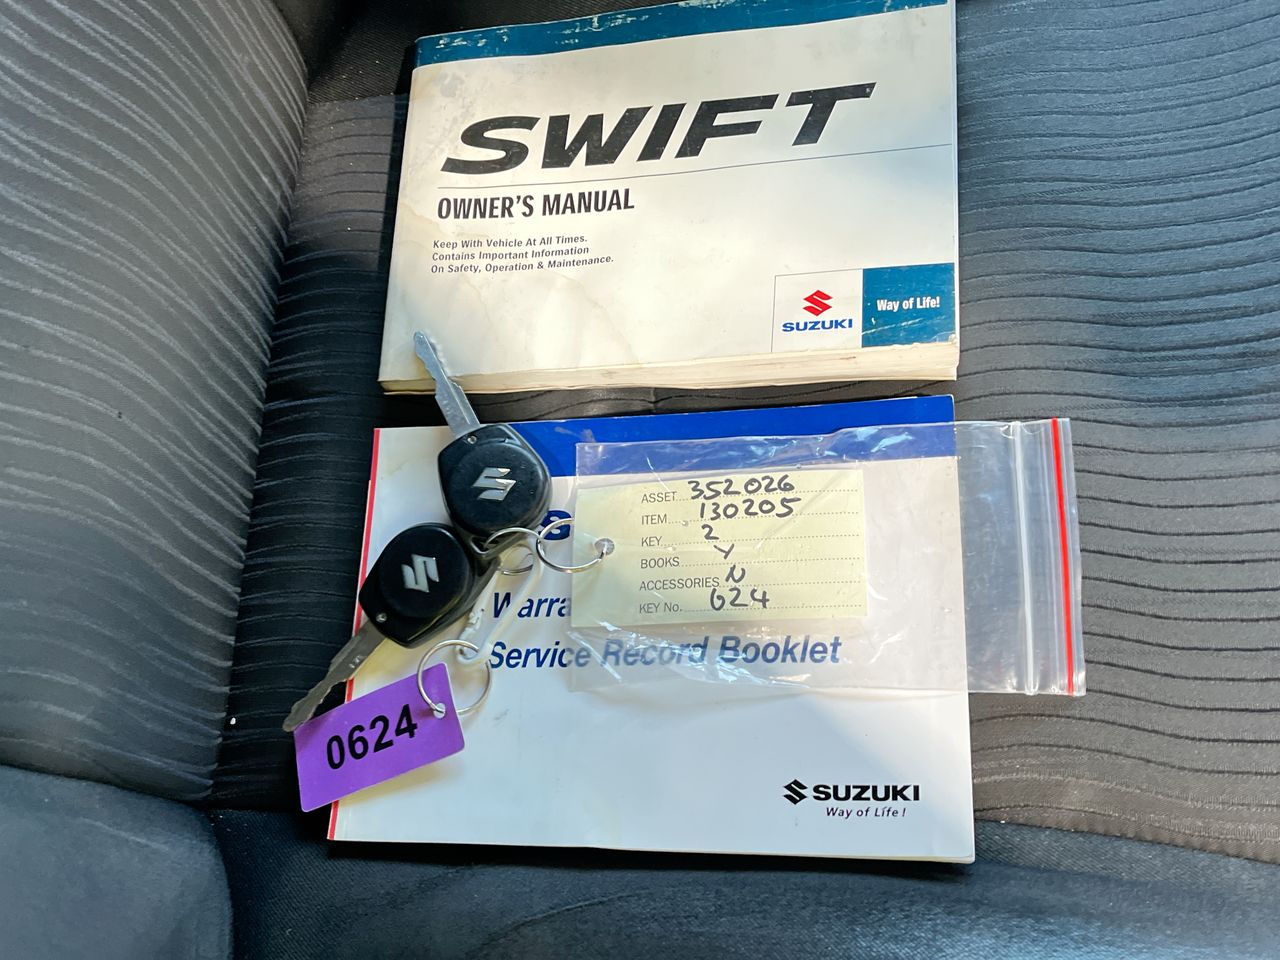 SWIFT
OWNER'S MANUAL
Keep With Vehicle At All Times.
Contains Important Information
On Safety, Operation & Maintenance.
SUZUKI
Way of Life!
ASSET 352026
ITEM 130205
KEY 2
BOOKS Y
ACCESSORIES N
KEY No. 624
Service Record Booklet
0624
SUZUKI
Way of Life!